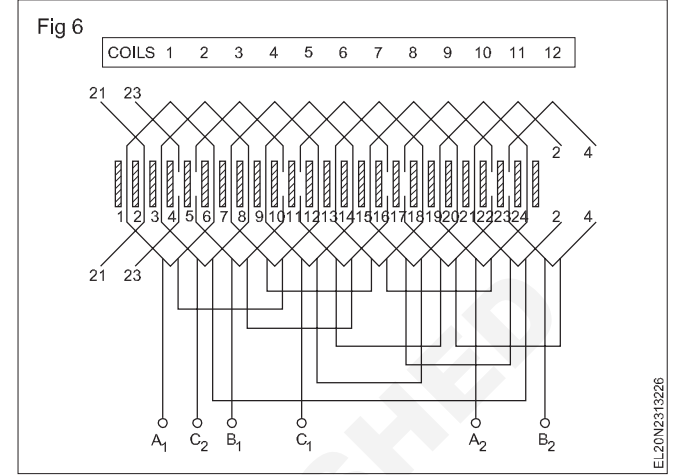 Fig 6
COILS 1 2 3 4 5 6 7 8 9 10 11 12
21 23
2 4
1 2 3 4 5 6 7 8 9 10 11 12 13 14 15 16 17 18 19 20 21 22 23 24 2 4
21 23
A1 C2 B1 C1 A2 B2
EL20N2313226
SHED